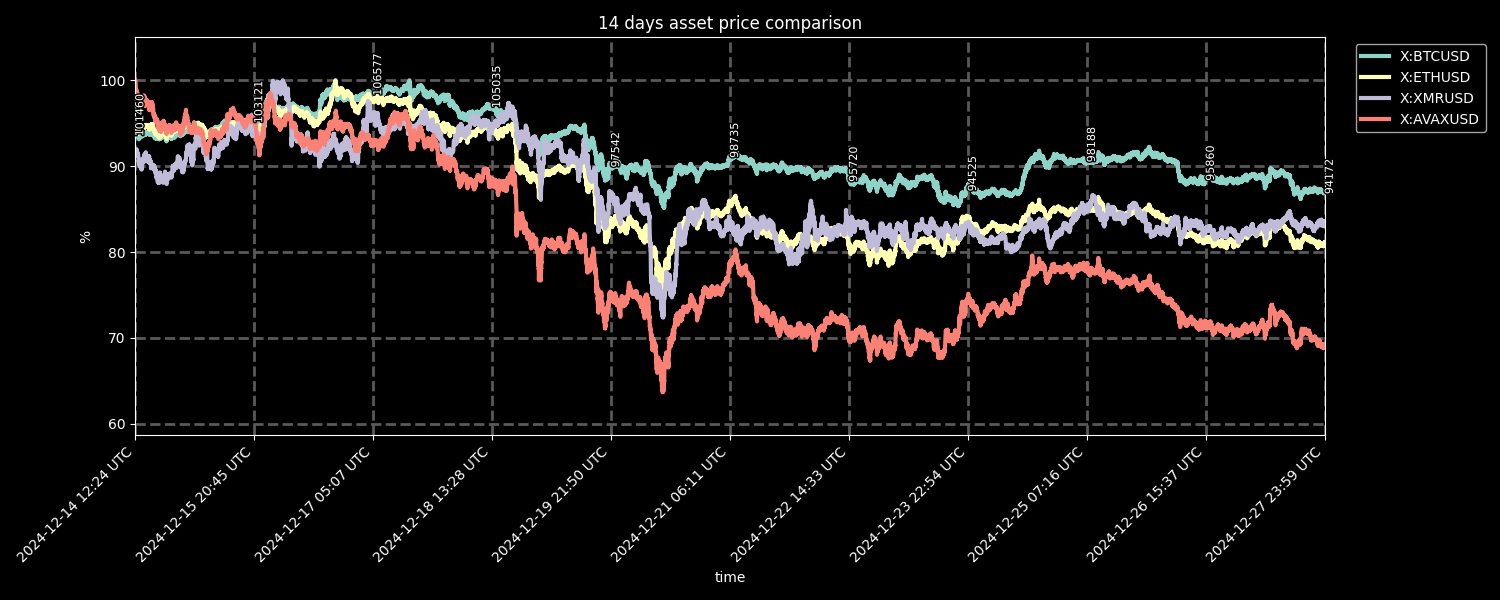 14 days asset price comparison
X:BTCUSD
X:ETHUSD
X:XMRUSD
X:AVAXUSD
%
100
90
80
70
60
101460
103121
106577
105035
97542
98735
95720
94525
98188
95860
94172
2024-12-14 12:24 UTC
2024-12-15 20:45 UTC
2024-12-17 05:07 UTC
2024-12-18 13:28 UTC
2024-12-19 21:50 UTC
2024-12-21 06:11 UTC
2024-12-22 14:33 UTC
2024-12-23 22:54 UTC
2024-12-25 07:16 UTC
2024-12-26 15:37 UTC
2024-12-27 23:59 UTC
time